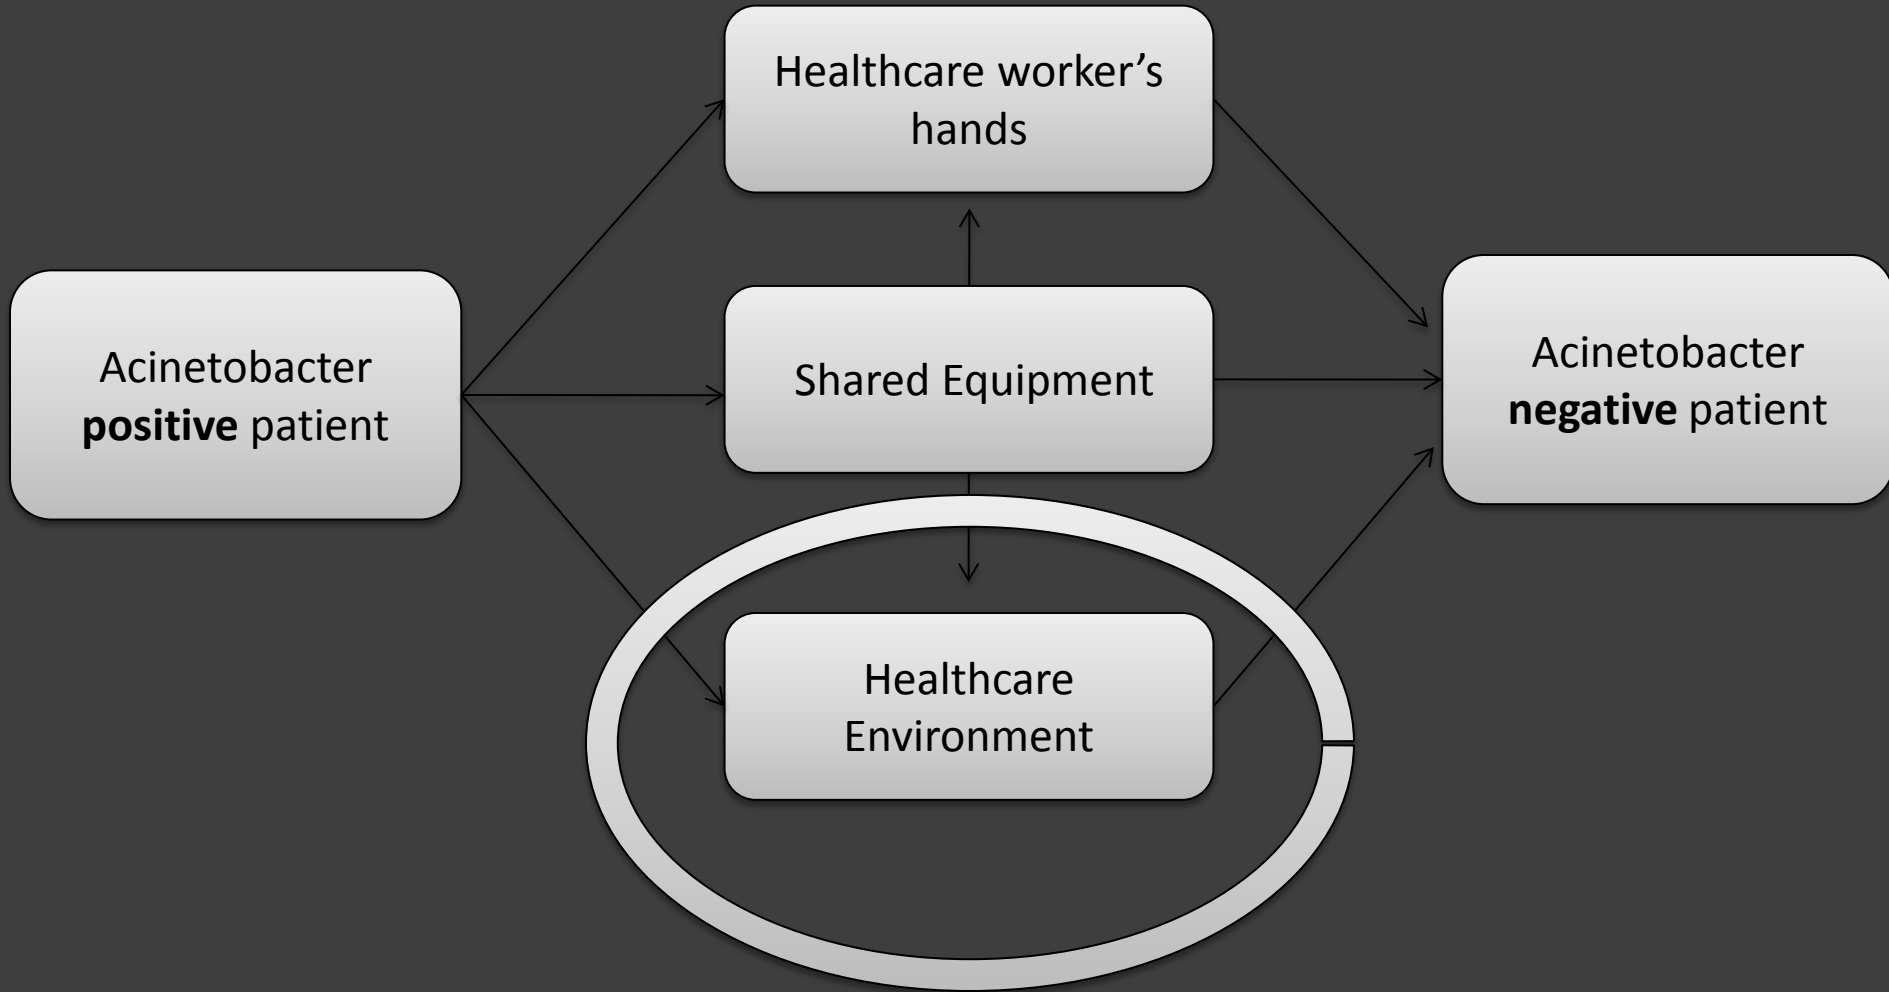 Healthcare worker’s
hands
Acinetobacter
positive patient
Shared Equipment
Acinetobacter
negative patient
Healthcare
Environment